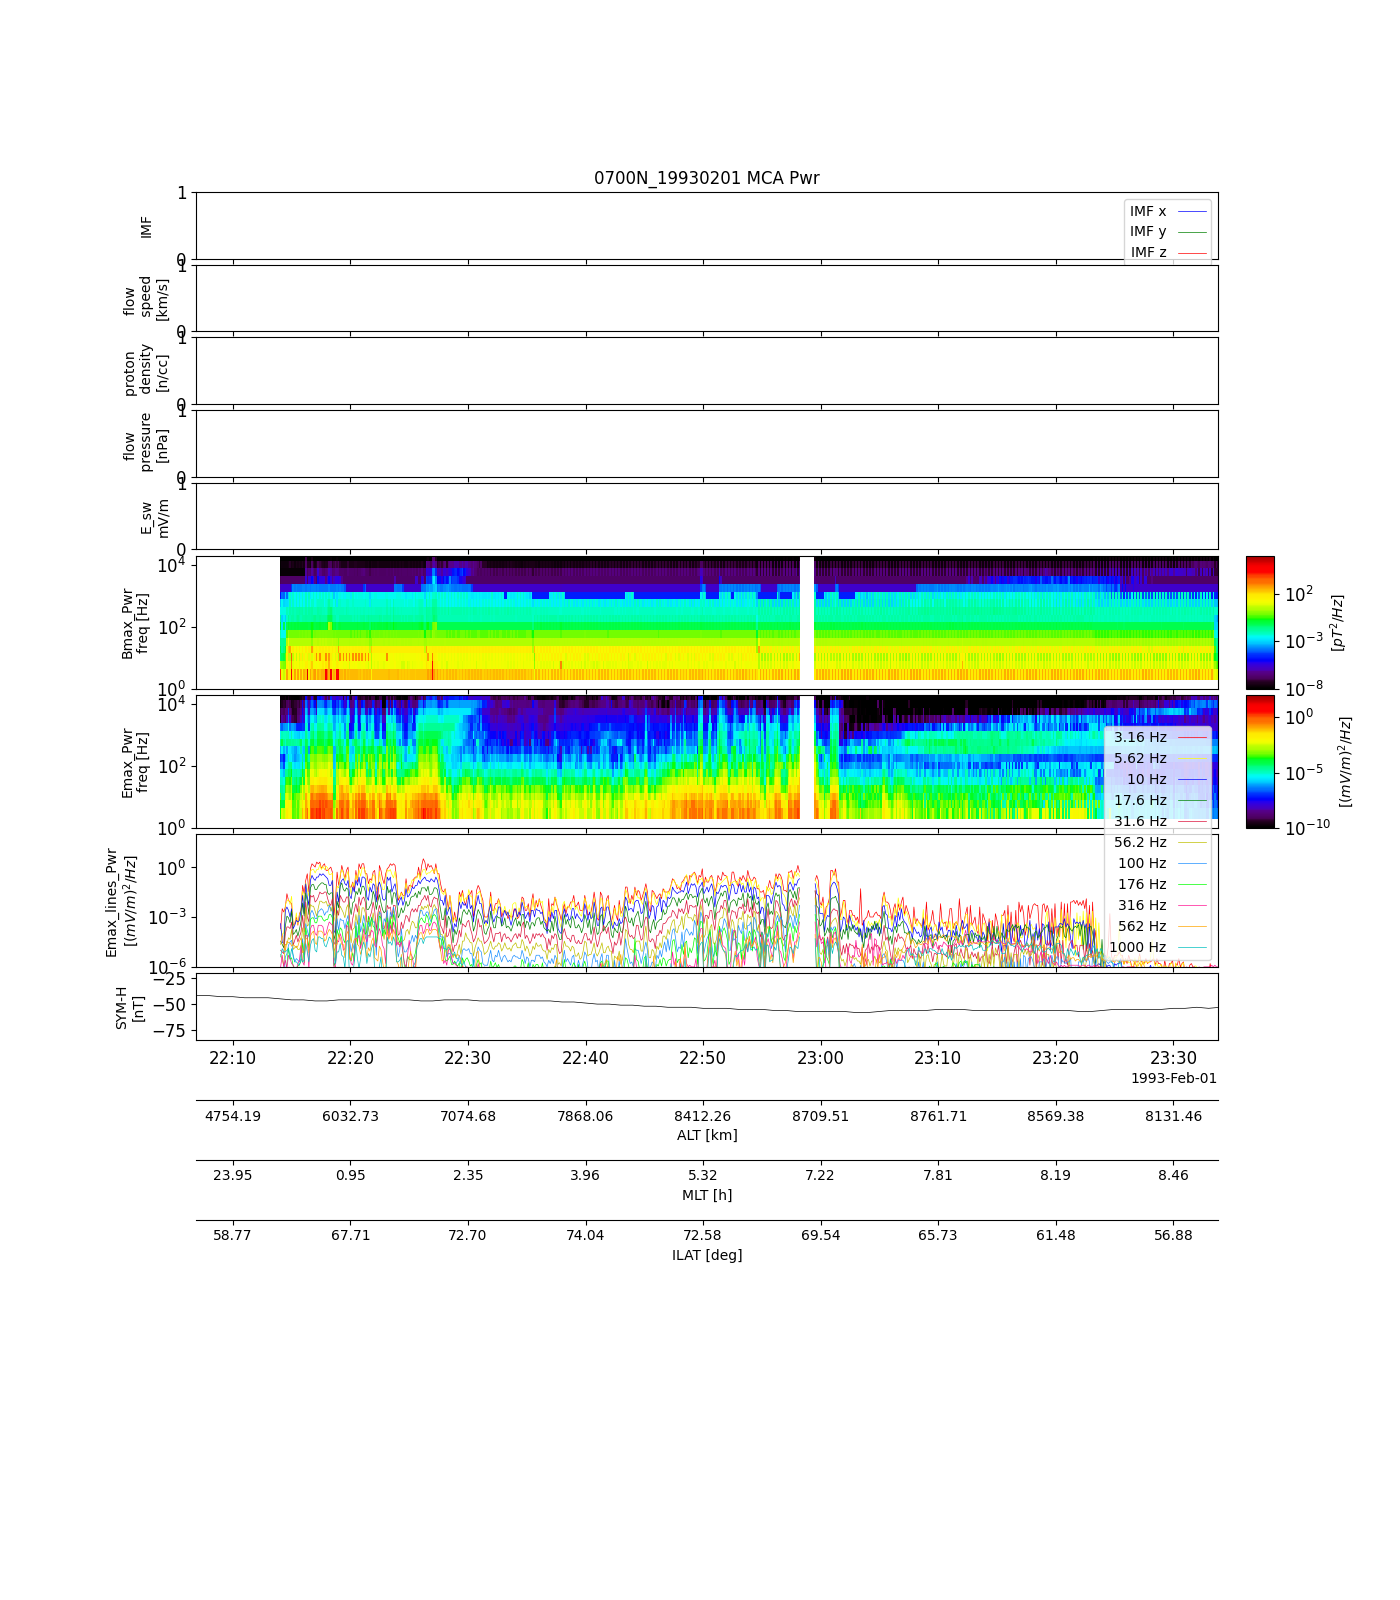 0700N_19930201 MCA Pwr
1
0
IMF
IMF x
IMF y
IMF z
1
0
flow
speed
[km/s]
1
0
proton
density
[n/cc]
1
0
flow
pressure
[nPa]
1
0
E_sw
mV/m
10^4
10^2
10^0
Bmax_Pwr
freq [Hz]
10^2
10^-3
10^-8
[pT^2/Hz]
10^4
10^2
10^0
Emax_Pwr
freq [Hz]
10^0
10^-5
10^-10
[(mV/m)^2/Hz]
3.16 Hz
5.62 Hz
10 Hz
17.6 Hz
31.6 Hz
56.2 Hz
100 Hz
176 Hz
316 Hz
562 Hz
1000 Hz
10^0
10^-3
10^-6
Emax_lines_Pwr
[(mV/m)^2/Hz]
−25
−50
−75
SYM-H
[nT]
22:10 22:20 22:30 22:40 22:50 23:00 23:10 23:20 23:30
1993-Feb-01
4754.19 6032.73 7074.68 7868.06 8412.26 8709.51 8761.71 8569.38 8131.46
ALT [km]
23.95 0.95 2.35 3.96 5.32 7.22 7.81 8.19 8.46
MLT [h]
58.77 67.71 72.70 74.04 72.58 69.54 65.73 61.48 56.88
ILAT [deg]